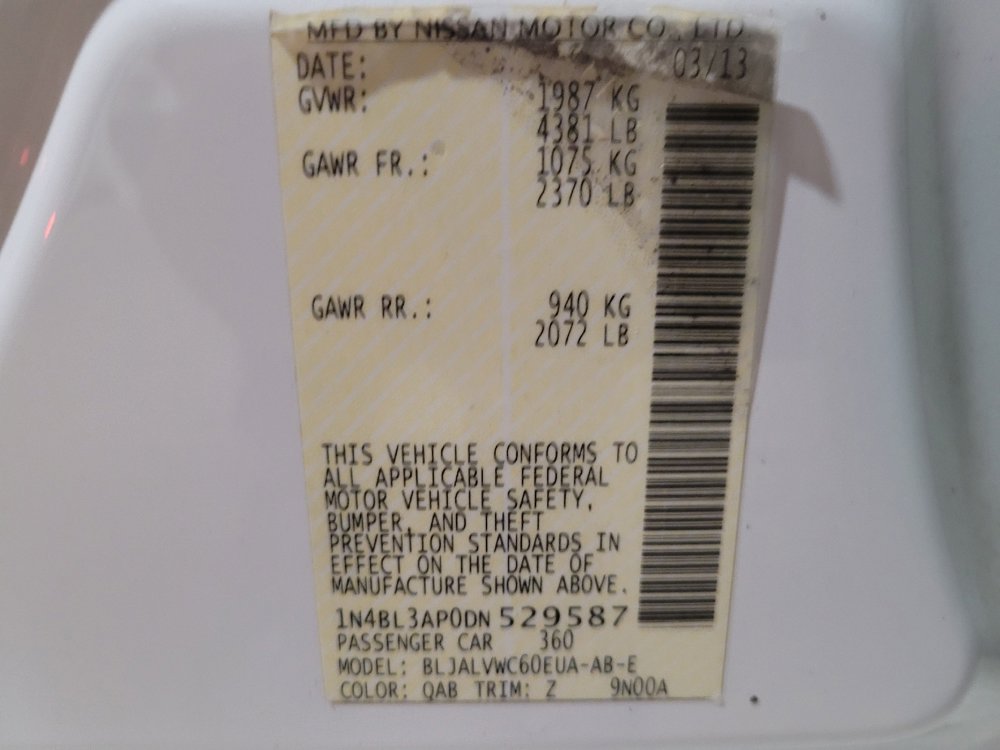 MFD BY NISSAN MOTOR CO., LTD.
DATE: 03/13
GVWR: 1987 KG
4381 LB
GAWR FR.: 1075 KG
2370 LB
GAWR RR.: 940 KG
2072 LB
THIS VEHICLE CONFORMS TO
ALL APPLICABLE FEDERAL
MOTOR VEHICLE SAFETY,
BUMPER, AND THEFT
PREVENTION STANDARDS IN
EFFECT ON THE DATE OF
MANUFACTURE SHOWN ABOVE.
1N4BL3AP0DN529587
PASSENGER CAR 360
MODEL: BLJALVWC60EUA-AB-E
COLOR: QAB TRIM: Z 9N00A